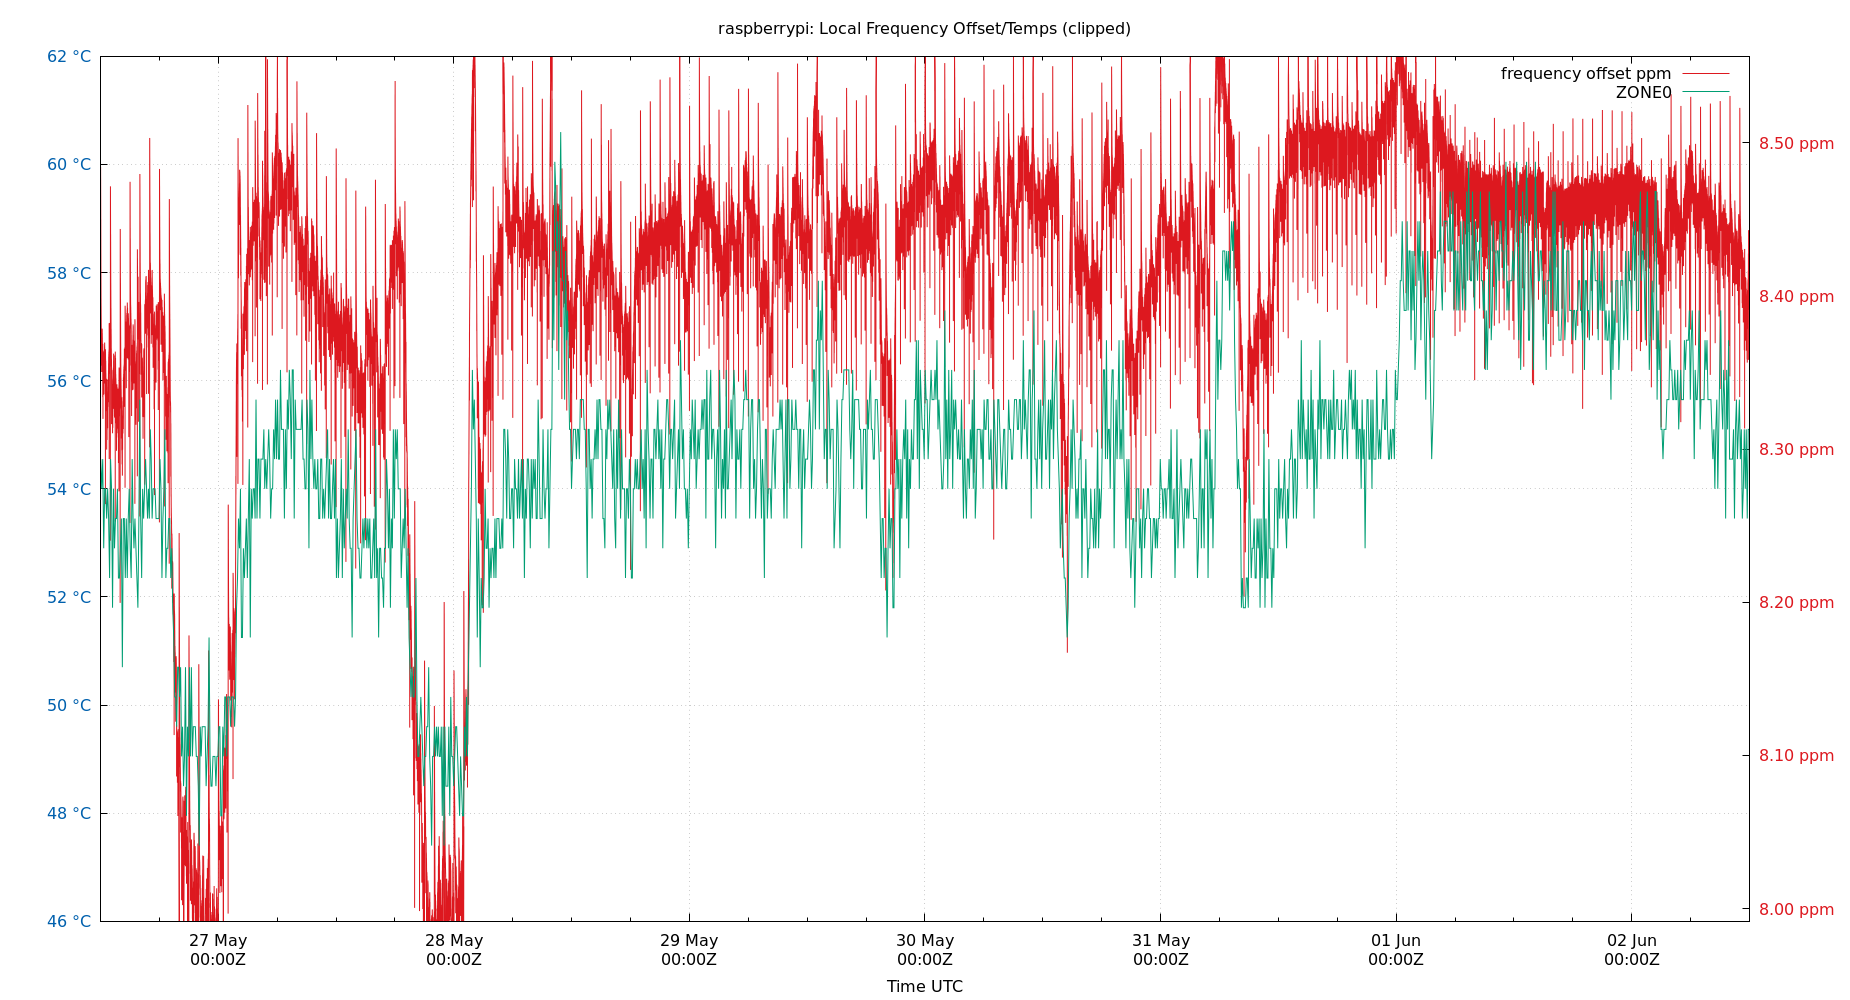 raspberrypi: Local Frequency Offset/Temps (clipped)
62 °C
60 °C
58 °C
56 °C
54 °C
52 °C
50 °C
48 °C
46 °C
frequency offset ppm
ZONE0
8.50 ppm
8.40 ppm
8.30 ppm
8.20 ppm
8.10 ppm
8.00 ppm
27 May
00:00Z
28 May
00:00Z
29 May
00:00Z
30 May
00:00Z
31 May
00:00Z
01 Jun
00:00Z
02 Jun
00:00Z
Time UTC